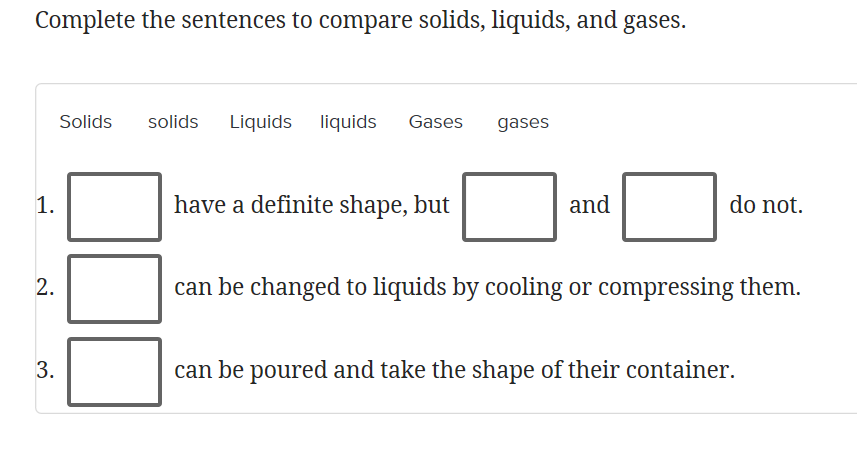 Complete the sentences to compare solids, liquids, and gases.
Solids solids Liquids liquids Gases gases
1. have a definite shape, but and do not.
2. can be changed to liquids by cooling or compressing them.
3. can be poured and take the shape of their container.